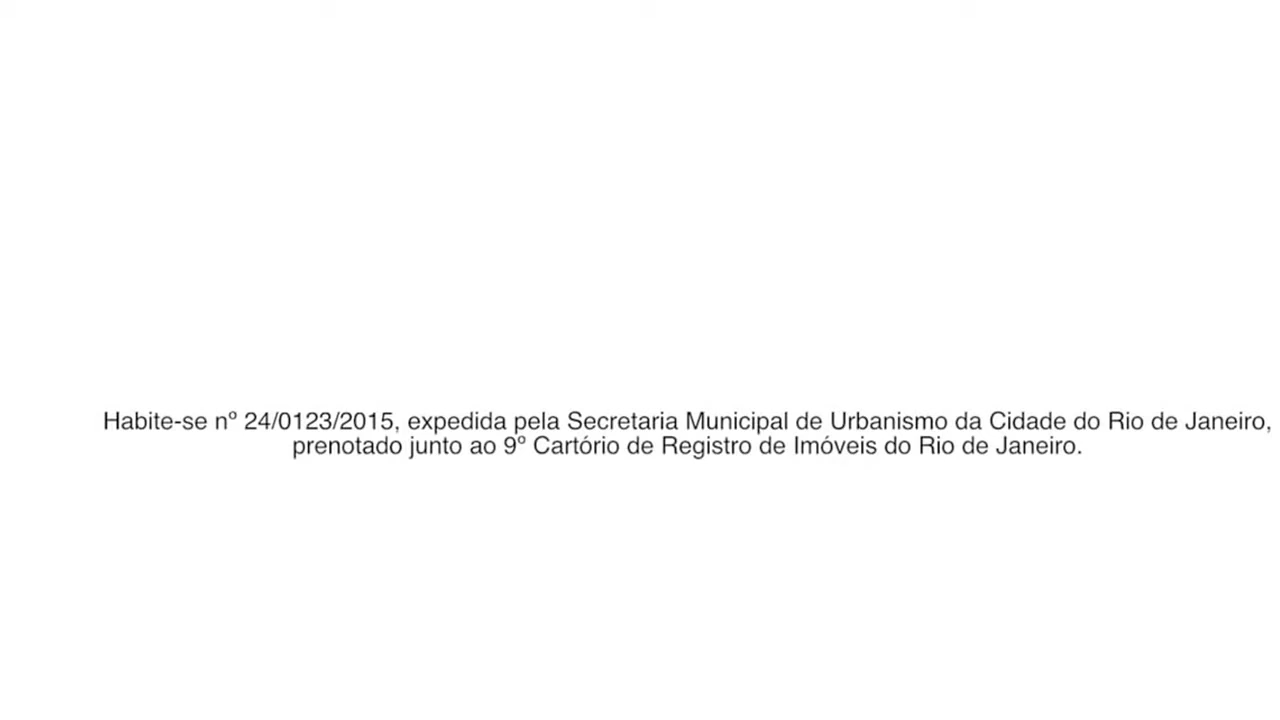 Habite-se nº 24/0123/2015, expedida pela Secretaria Municipal de Urbanismo da Cidade do Rio de Janeiro,
prenotado junto ao 9º Cartório de Registro de Imóveis do Rio de Janeiro.